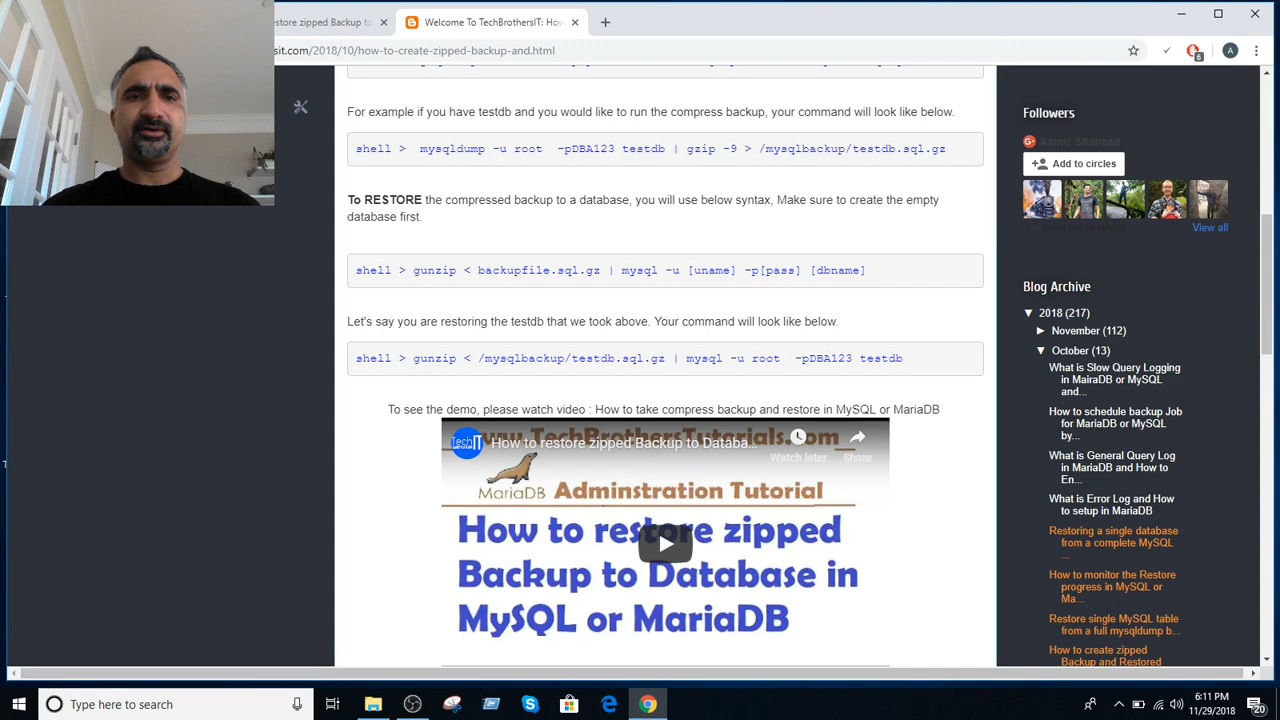 estore zipped Backup to
Welcome To TechBrothersIT: How
sit.com/2018/10/how-to-create-zipped-backup-and.html
6
A
For example if you have testdb and you would like to run the compress backup, your command will look like below.
shell > mysqldump -u root -pDBA123 testdb | gzip -9 > /mysqlbackup/testdb.sql.gz
To RESTORE the compressed backup to a database, you will use below syntax, Make sure to create the empty
database first.
shell > gunzip < backupfile.sql.gz | mysql -u [uname] -p[pass] [dbname]
Let's say you are restoring the testdb that we took above. Your command will look like below.
shell > gunzip < /mysqlbackup/testdb.sql.gz | mysql -u root -pDBA123 testdb
To see the demo, please watch video : How to take compress backup and restore in MySQL or MariaDB
www.TechBrothersTutorials.com
TechIT
How to restore zipped Backup to Databa...
Watch later
Share
MariaDB Adminstration Tutorial
How to restore zipped
Backup to Database in
MySQL or MariaDB
Followers
Aamir Shahzad
Add to circles
have me in circles
View all
Blog Archive
▼ 2018 (217)
► November (112)
▼ October (13)
What is Slow Query Logging
in MairaDB or MySQL
and...
How to schedule backup Job
for MariaDB or MySQL
by...
What is General Query Log
in MariaDB and How to
En...
What is Error Log and How
to setup in MariaDB
Restoring a single database
from a complete MySQL
...
How to monitor the Restore
progress in MySQL or
Ma...
Restore single MySQL table
from a full mysqldump b...
How to create zipped
Backup and Restored
Type here to search
6:11 PM
11/29/2018
20